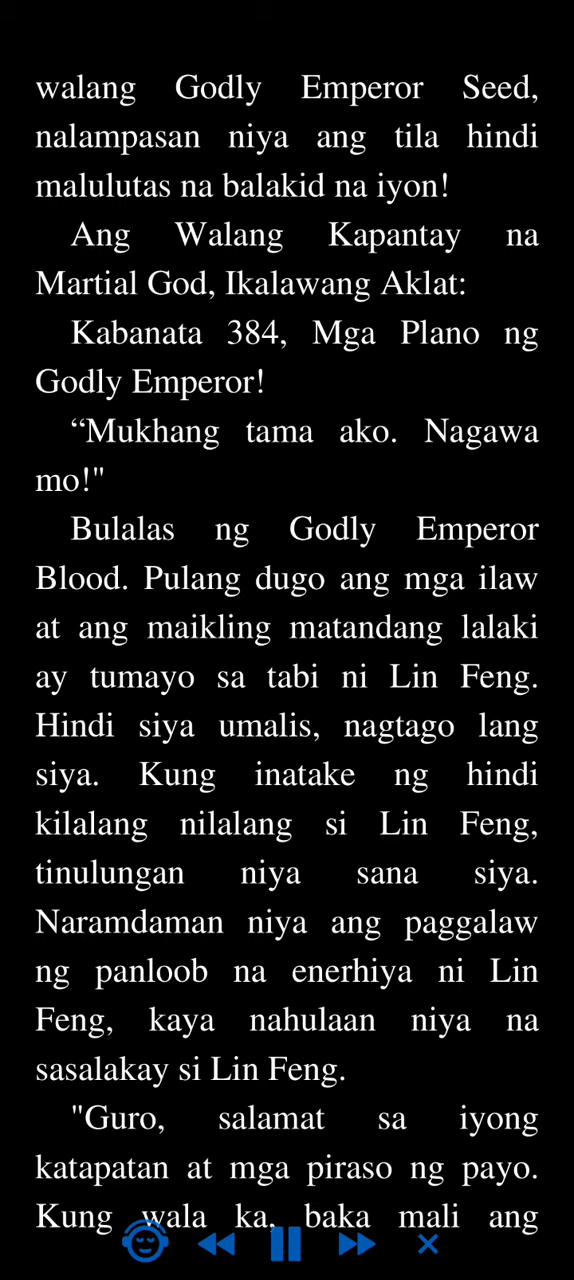 walang Godly Emperor Seed,
nalampasan niya ang tila hindi
malulutas na balakid na iyon!
Ang Walang Kapantay na
Martial God, Ikalawang Aklat:
Kabanata 384, Mga Plano ng
Godly Emperor!
“Mukhang tama ako. Nagawa
mo!"
Bulalas ng Godly Emperor
Blood. Pulang dugo ang mga ilaw
at ang maikling matandang lalaki
ay tumayo sa tabi ni Lin Feng.
Hindi siya umalis, nagtago lang
siya. Kung inatake ng hindi
kilalang nilalang si Lin Feng,
tinulungan niya sana siya.
Naramdaman niya ang paggalaw
ng panloob na enerhiya ni Lin
Feng, kaya nahulaan niya na
sasalakay si Lin Feng.
"Guro, salamat sa iyong
katapatan at mga piraso ng payo.
Kung wala ka, baka mali ang